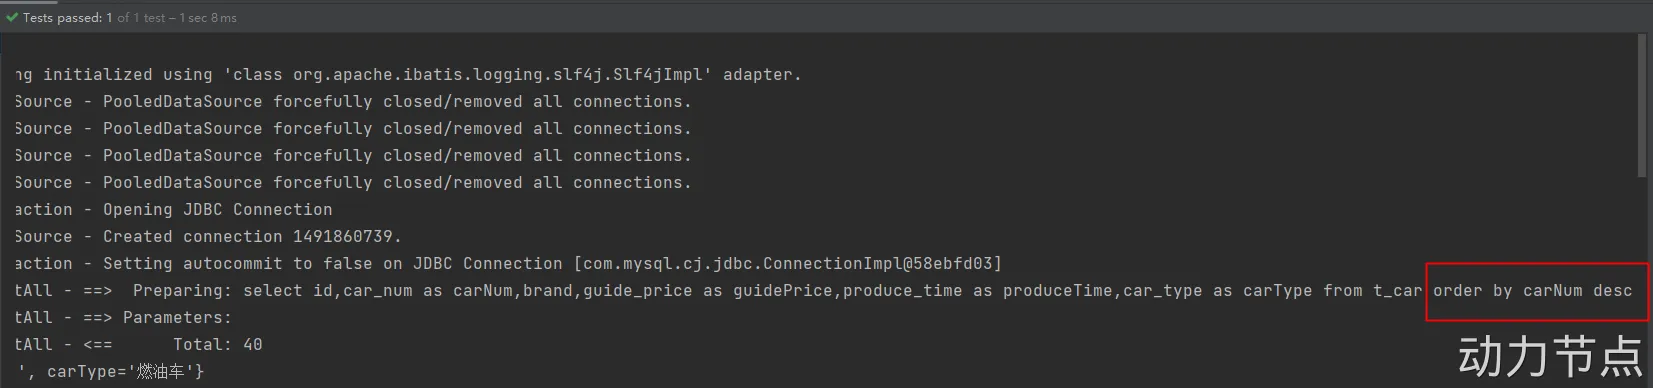 Tests passed: 1 of 1 test – 1 sec 8 ms
ng initialized using 'class org.apache.ibatis.logging.slf4j.Slf4jImpl' adapter.
Source - PooledDataSource forcefully closed/removed all connections.
Source - PooledDataSource forcefully closed/removed all connections.
Source - PooledDataSource forcefully closed/removed all connections.
Source - PooledDataSource forcefully closed/removed all connections.
action - Opening JDBC Connection
Source - Created connection 1491860739.
action - Setting autocommit to false on JDBC Connection [com.mysql.cj.jdbc.ConnectionImpl@58ebfd03]
tAll - ==>  Preparing: select id,car_num as carNum,brand,guide_price as guidePrice,produce_time as produceTime,car_type as carType from t_car order by carNum desc
tAll - ==> Parameters:
tAll - <==      Total: 40
', carType='燃油车'}
动力节点